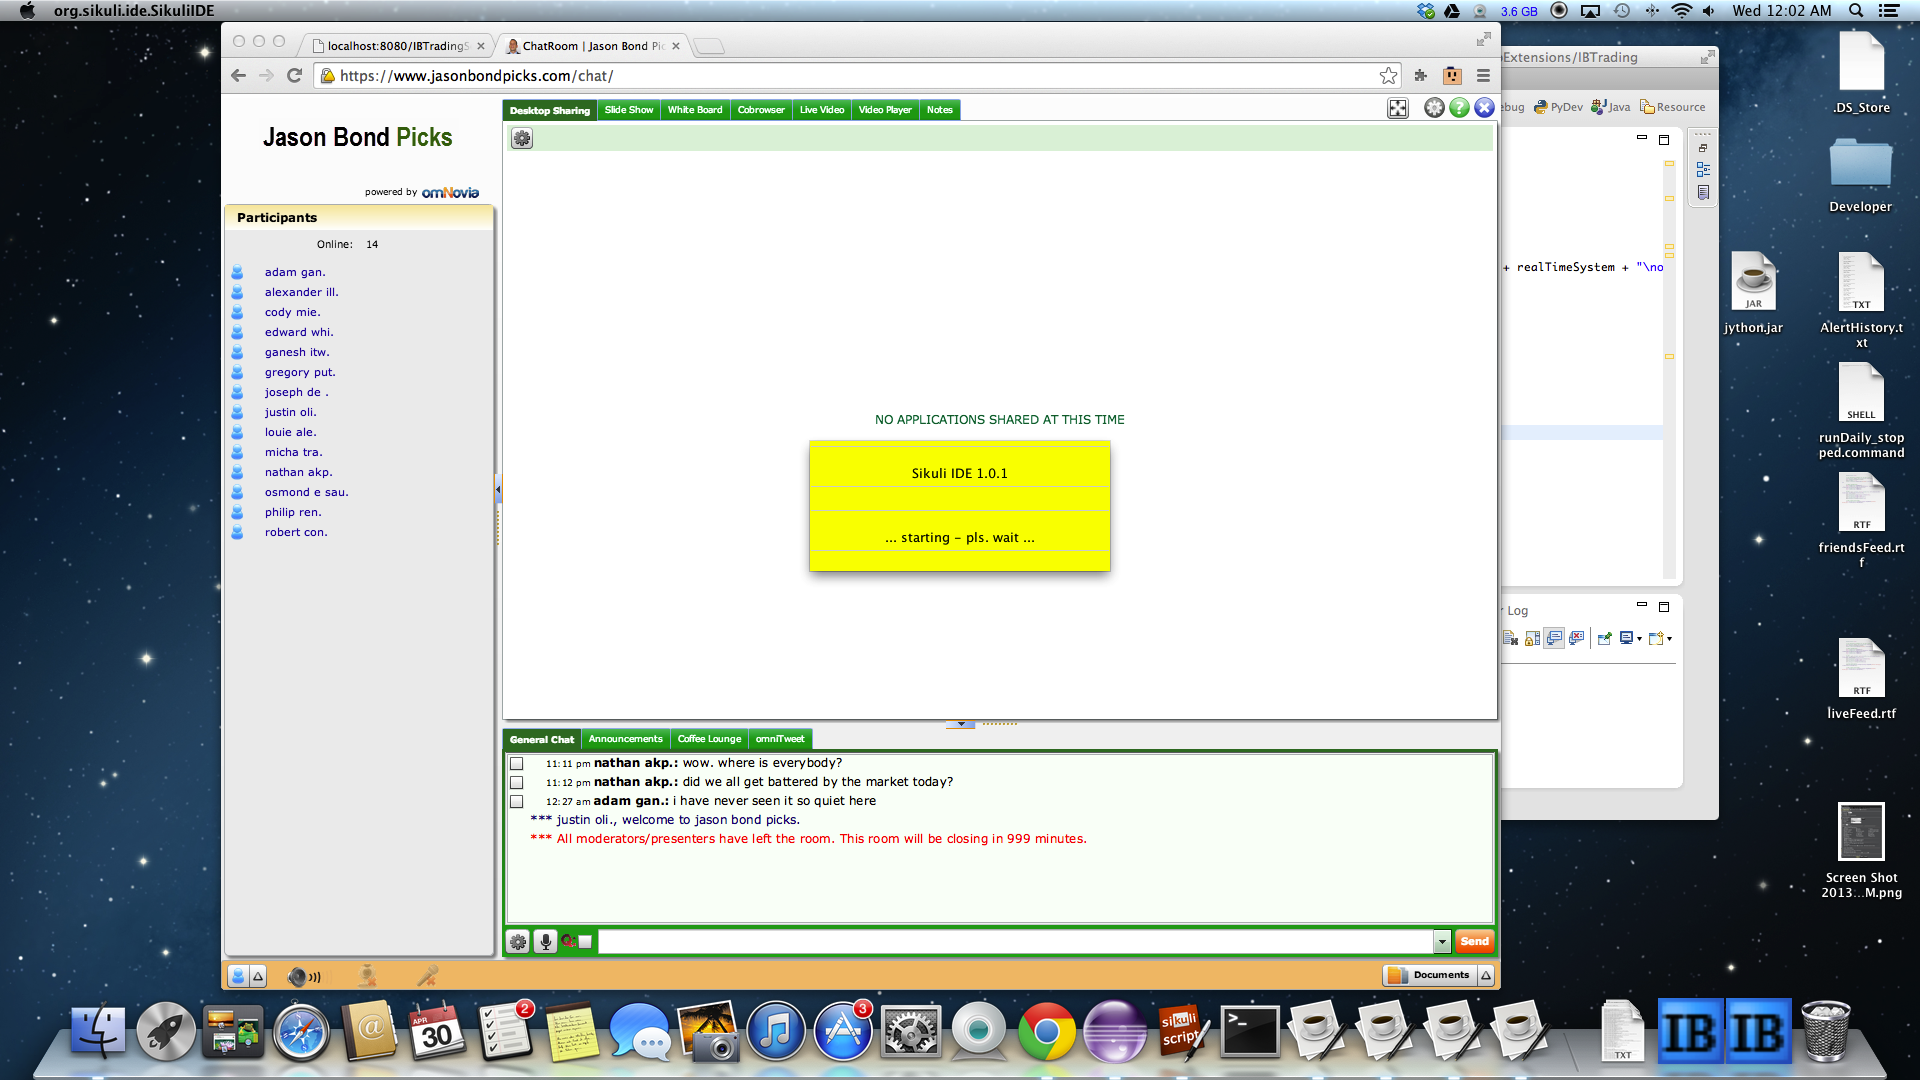 org.sikuli.ide.SikuliIDE
3.6 GB
Wed 12:02 AM
localhost:8080/IBTradingS
ChatRoom | Jason Bond Pic
https://www.jasonbondpicks.com/chat/
Jason Bond Picks
powered by omNovia
Participants
Online: 14
adam gan.
alexander ill.
cody mie.
edward whi.
ganesh itw.
gregory put.
joseph de .
justin oli.
louie ale.
micha tra.
nathan akp.
osmond e sau.
philip ren.
robert con.
Desktop Sharing
Slide Show
White Board
Cobrowser
Live Video
Video Player
Notes
NO APPLICATIONS SHARED AT THIS TIME
Sikuli IDE 1.0.1
... starting - pls. wait ...
General Chat
Announcements
Coffee Lounge
omniTweet
11:11 pm nathan akp.: wow. where is everybody?
11:12 pm nathan akp.: did we all get battered by the market today?
12:27 am adam gan.: i have never seen it so quiet here
*** justin oli., welcome to jason bond picks.
*** All moderators/presenters have left the room. This room will be closing in 999 minutes.
Send
Documents
Extensions/IBTrading
bug
PyDev
Java
Resource
+ realTimeSystem + "\no
Log
.DS_Store
Developer
JAR
jython.jar
TXT
AlertHistory.t
xt
SHELL
runDaily_stop
ped.command
RTF
friendsFeed.rt
f
RTF
liveFeed.rtf
Screen Shot
2013...M.png
APR
30
2
3
sikuli
script
>_
TXT
IB
IB